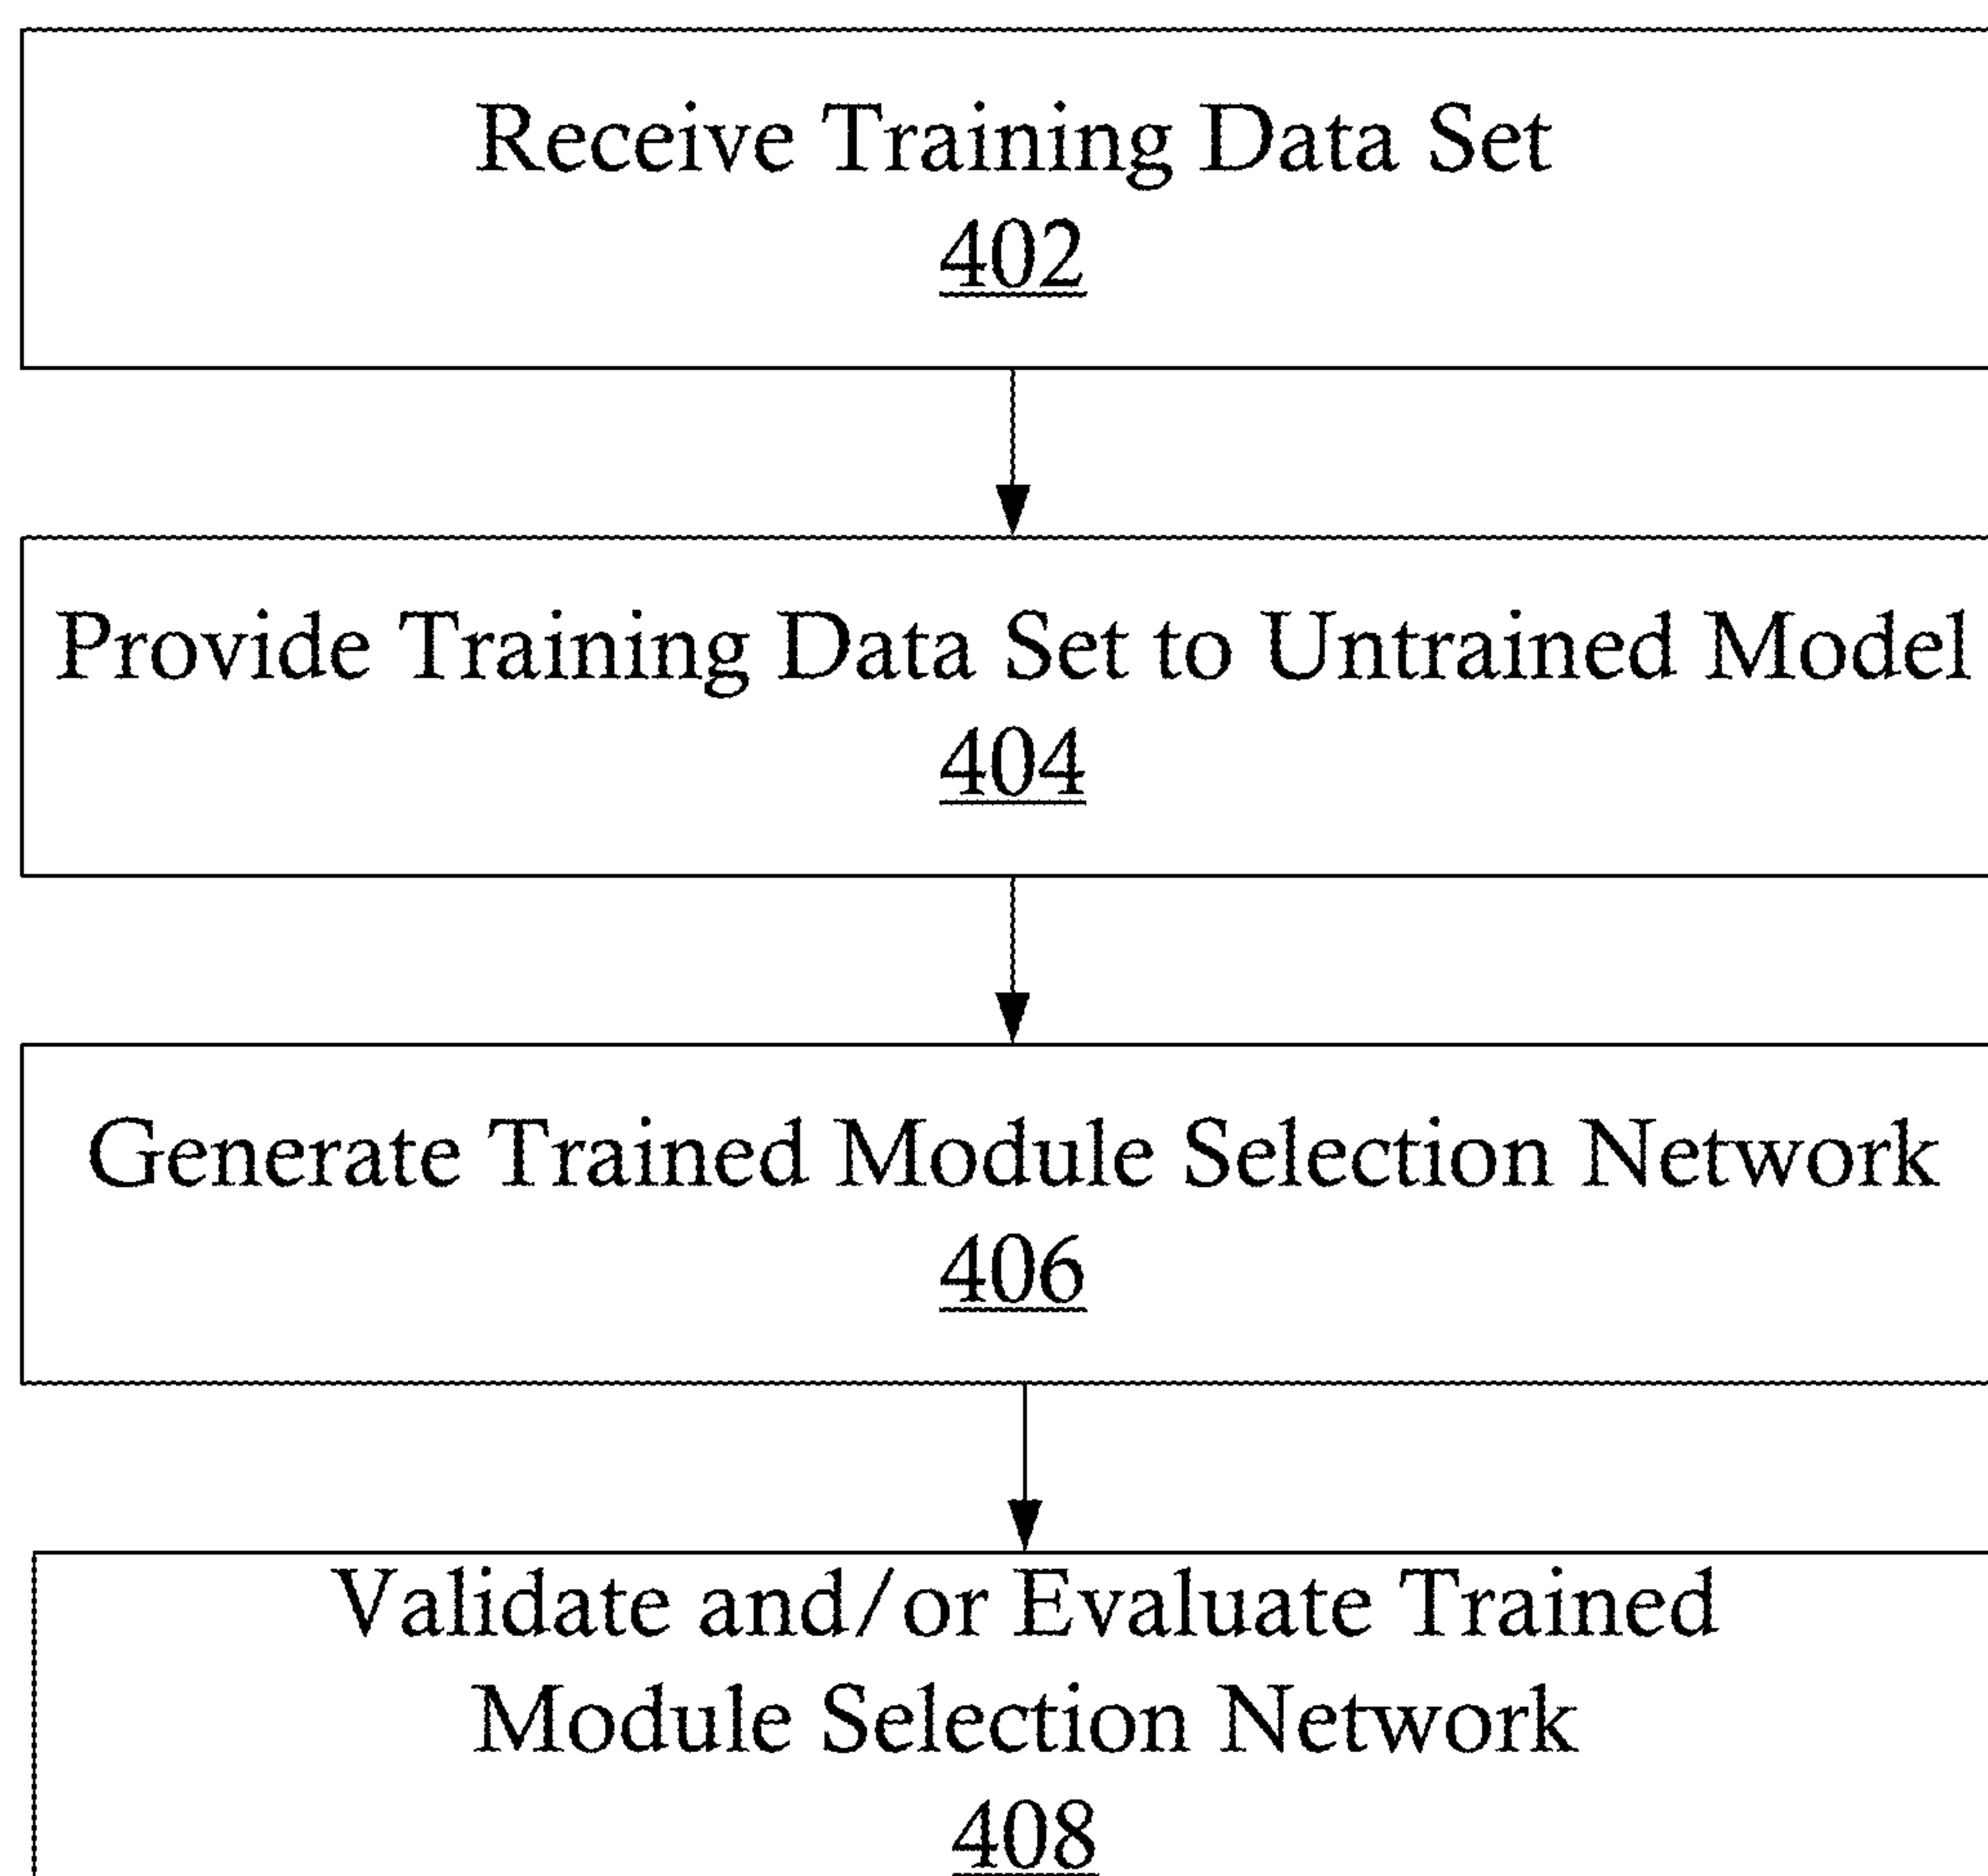 Receive Training Data Set
402
Provide Training Data Set to Untrained Model
404
Generate Trained Module Selection Network
406
Validate and/or Evaluate Trained
Module Selection Network
408